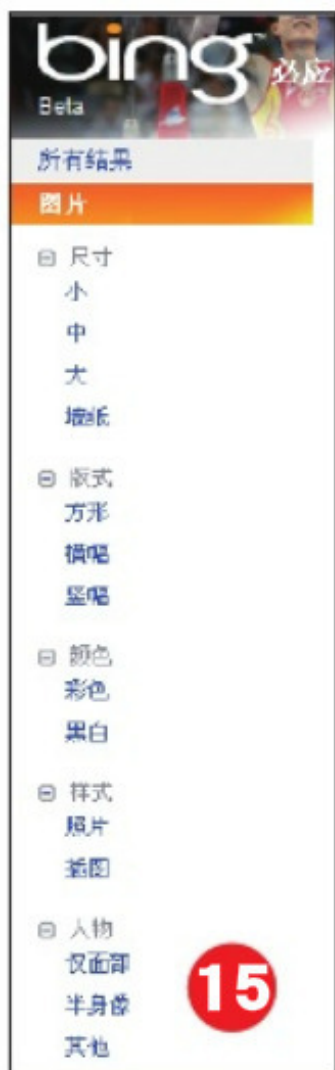 bing 必应
Beta
所有结果
图片
尺寸
小
中
大
墙纸
版式
方形
横幅
竖幅
颜色
彩色
黑白
样式
照片
插图
人物
仅面部
半身像
其他
15